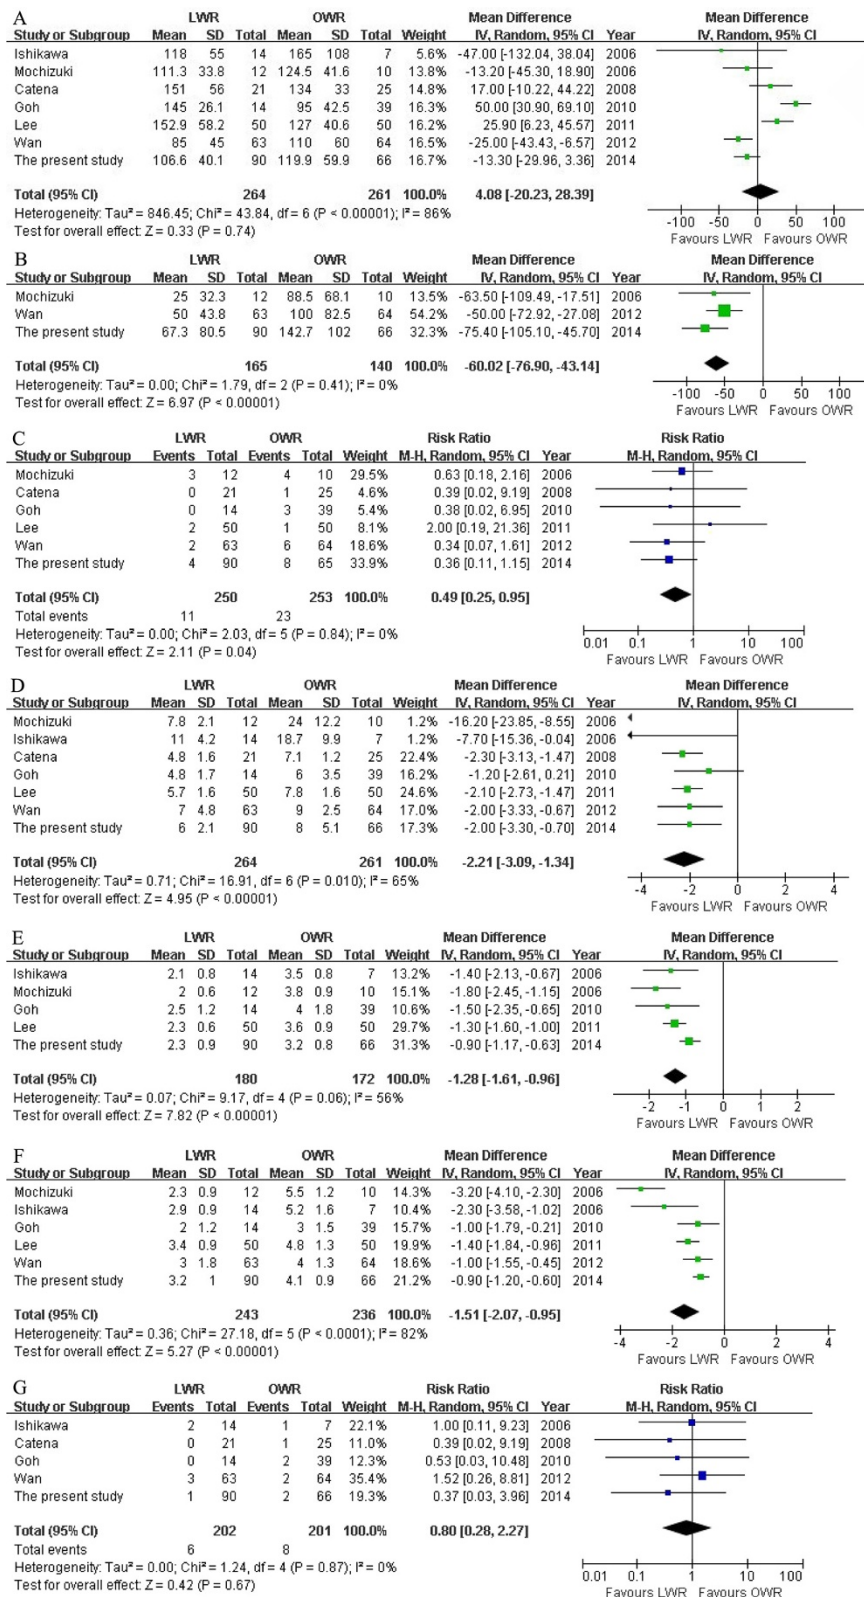 A
LWR OWR Mean Difference Mean Difference
Study or Subgroup Mean SD Total Mean SD Total Weight IV, Random, 95% CI Year IV, Random, 95% CI
Ishikawa 118 55 14 165 108 7 5.6% -47.00 [-132.04, 38.04] 2006
Mochizuki 111.3 33.8 12 124.5 41.6 10 13.8% -13.20 [-45.30, 18.90] 2006
Catena 151 56 21 134 33 25 14.8% 17.00 [-10.22, 44.22] 2008
Goh 145 26.1 14 95 42.5 39 16.3% 50.00 [30.90, 69.10] 2010
Lee 152.9 58.2 50 127 40.6 50 16.2% 25.90 [6.23, 45.57] 2011
Wan 85 45 63 110 60 64 16.5% -25.00 [-43.43, -6.57] 2012
The present study 106.6 40.1 90 119.9 59.9 66 16.7% -13.30 [-29.96, 3.36] 2014
Total (95% CI) 264 261 100.0% 4.08 [-20.23, 28.39]
Heterogeneity: Tau² = 846.45; Chi² = 43.84, df = 6 (P < 0.00001); I² = 86%
Test for overall effect: Z = 0.33 (P = 0.74)
-100 -50 0 50 100
Favours LWR Favours OWR
B
LWR OWR Mean Difference Mean Difference
Study or Subgroup Mean SD Total Mean SD Total Weight IV, Random, 95% CI Year IV, Random, 95% CI
Mochizuki 25 32.3 12 88.5 68.1 10 13.5% -63.50 [-109.49, -17.51] 2006
Wan 50 43.8 63 100 82.5 64 54.2% -50.00 [-72.92, -27.08] 2012
The present study 67.3 80.5 90 142.7 102 66 32.3% -75.40 [-105.10, -45.70] 2014
Total (95% CI) 165 140 100.0% -60.02 [-76.90, -43.14]
Heterogeneity: Tau² = 0.00; Chi² = 1.79, df = 2 (P = 0.41); I² = 0%
Test for overall effect: Z = 6.97 (P < 0.00001)
-100 -50 0 50 100
Favours LWR Favours OWR
C
LWR OWR Risk Ratio Risk Ratio
Study or Subgroup Events Total Events Total Weight M-H, Random, 95% CI Year M-H, Random, 95% CI
Mochizuki 3 12 4 10 29.5% 0.63 [0.18, 2.16] 2006
Catena 0 21 1 25 4.6% 0.39 [0.02, 9.19] 2008
Goh 0 14 3 39 5.4% 0.38 [0.02, 6.95] 2010
Lee 2 50 1 50 8.1% 2.00 [0.19, 21.36] 2011
Wan 2 63 6 64 18.6% 0.34 [0.07, 1.61] 2012
The present study 4 90 8 65 33.9% 0.36 [0.11, 1.15] 2014
Total (95% CI) 250 253 100.0% 0.49 [0.25, 0.95]
Total events 11 23
Heterogeneity: Tau² = 0.00; Chi² = 2.03, df = 5 (P = 0.84); I² = 0%
Test for overall effect: Z = 2.11 (P = 0.04)
0.01 0.1 1 10 100
Favours LWR Favours OWR
D
LWR OWR Mean Difference Mean Difference
Study or Subgroup Mean SD Total Mean SD Total Weight IV, Random, 95% CI Year IV, Random, 95% CI
Mochizuki 7.8 2.1 12 24 12.2 10 1.2% -16.20 [-23.85, -8.55] 2006
Ishikawa 11 4.2 14 18.7 9.9 7 1.2% -7.70 [-15.36, -0.04] 2006
Catena 4.8 1.6 21 7.1 1.2 25 22.4% -2.30 [-3.13, -1.47] 2008
Goh 4.8 1.7 14 6 3.5 39 16.2% -1.20 [-2.61, 0.21] 2010
Lee 5.7 1.6 50 7.8 1.6 50 24.6% -2.10 [-2.73, -1.47] 2011
Wan 7 4.8 63 9 2.5 64 17.0% -2.00 [-3.33, -0.67] 2012
The present study 6 2.1 90 8 5.1 66 17.3% -2.00 [-3.30, -0.70] 2014
Total (95% CI) 264 261 100.0% -2.21 [-3.09, -1.34]
Heterogeneity: Tau² = 0.71; Chi² = 16.91, df = 6 (P = 0.010); I² = 65%
Test for overall effect: Z = 4.95 (P < 0.00001)
-4 -2 0 2 4
Favours LWR Favours OWR
E
LWR OWR Mean Difference Mean Difference
Study or Subgroup Mean SD Total Mean SD Total Weight IV, Random, 95% CI Year IV, Random, 95% CI
Ishikawa 2.1 0.8 14 3.5 0.8 7 13.2% -1.40 [-2.13, -0.67] 2006
Mochizuki 2 0.6 12 3.8 0.9 10 15.1% -1.80 [-2.45, -1.15] 2006
Goh 2.5 1.2 14 4 1.8 39 10.6% -1.50 [-2.35, -0.65] 2010
Lee 2.3 0.6 50 3.6 0.9 50 29.7% -1.30 [-1.60, -1.00] 2011
The present study 2.3 0.9 90 3.2 0.8 66 31.3% -0.90 [-1.17, -0.63] 2014
Total (95% CI) 180 172 100.0% -1.28 [-1.61, -0.96]
Heterogeneity: Tau² = 0.07; Chi² = 9.17, df = 4 (P = 0.06); I² = 56%
Test for overall effect: Z = 7.82 (P < 0.00001)
-2 -1 0 1 2
Favours LWR Favours OWR
F
LWR OWR Mean Difference Mean Difference
Study or Subgroup Mean SD Total Mean SD Total Weight IV, Random, 95% CI Year IV, Random, 95% CI
Mochizuki 2.3 0.9 12 5.5 1.2 10 14.3% -3.20 [-4.10, -2.30] 2006
Ishikawa 2.9 0.9 14 5.2 1.6 7 10.4% -2.30 [-3.58, -1.02] 2006
Goh 2 1.2 14 3 1.5 39 15.7% -1.00 [-1.79, -0.21] 2010
Lee 3.4 0.9 50 4.8 1.3 50 19.9% -1.40 [-1.84, -0.96] 2011
Wan 3 1.8 63 4 1.3 64 18.6% -1.00 [-1.55, -0.45] 2012
The present study 3.2 1 90 4.1 0.9 66 21.2% -0.90 [-1.20, -0.60] 2014
Total (95% CI) 243 236 100.0% -1.51 [-2.07, -0.95]
Heterogeneity: Tau² = 0.36; Chi² = 27.18, df = 5 (P < 0.0001); I² = 82%
Test for overall effect: Z = 5.27 (P < 0.00001)
-4 -2 0 2 4
Favours LWR Favours OWR
G
LWR OWR Risk Ratio Risk Ratio
Study or Subgroup Events Total Events Total Weight M-H, Random, 95% CI Year M-H, Random, 95% CI
Ishikawa 2 14 1 7 22.1% 1.00 [0.11, 9.23] 2006
Catena 0 21 1 25 11.0% 0.39 [0.02, 9.19] 2008
Goh 0 14 2 39 12.3% 0.53 [0.03, 10.48] 2010
Wan 3 63 2 64 35.4% 1.52 [0.26, 8.81] 2012
The present study 1 90 2 66 19.3% 0.37 [0.03, 3.96] 2014
Total (95% CI) 202 201 100.0% 0.80 [0.28, 2.27]
Total events 6 8
Heterogeneity: Tau² = 0.00; Chi² = 1.24, df = 4 (P = 0.87); I² = 0%
Test for overall effect: Z = 0.42 (P = 0.67)
0.01 0.1 1 10 100
Favours LWR Favours OWR